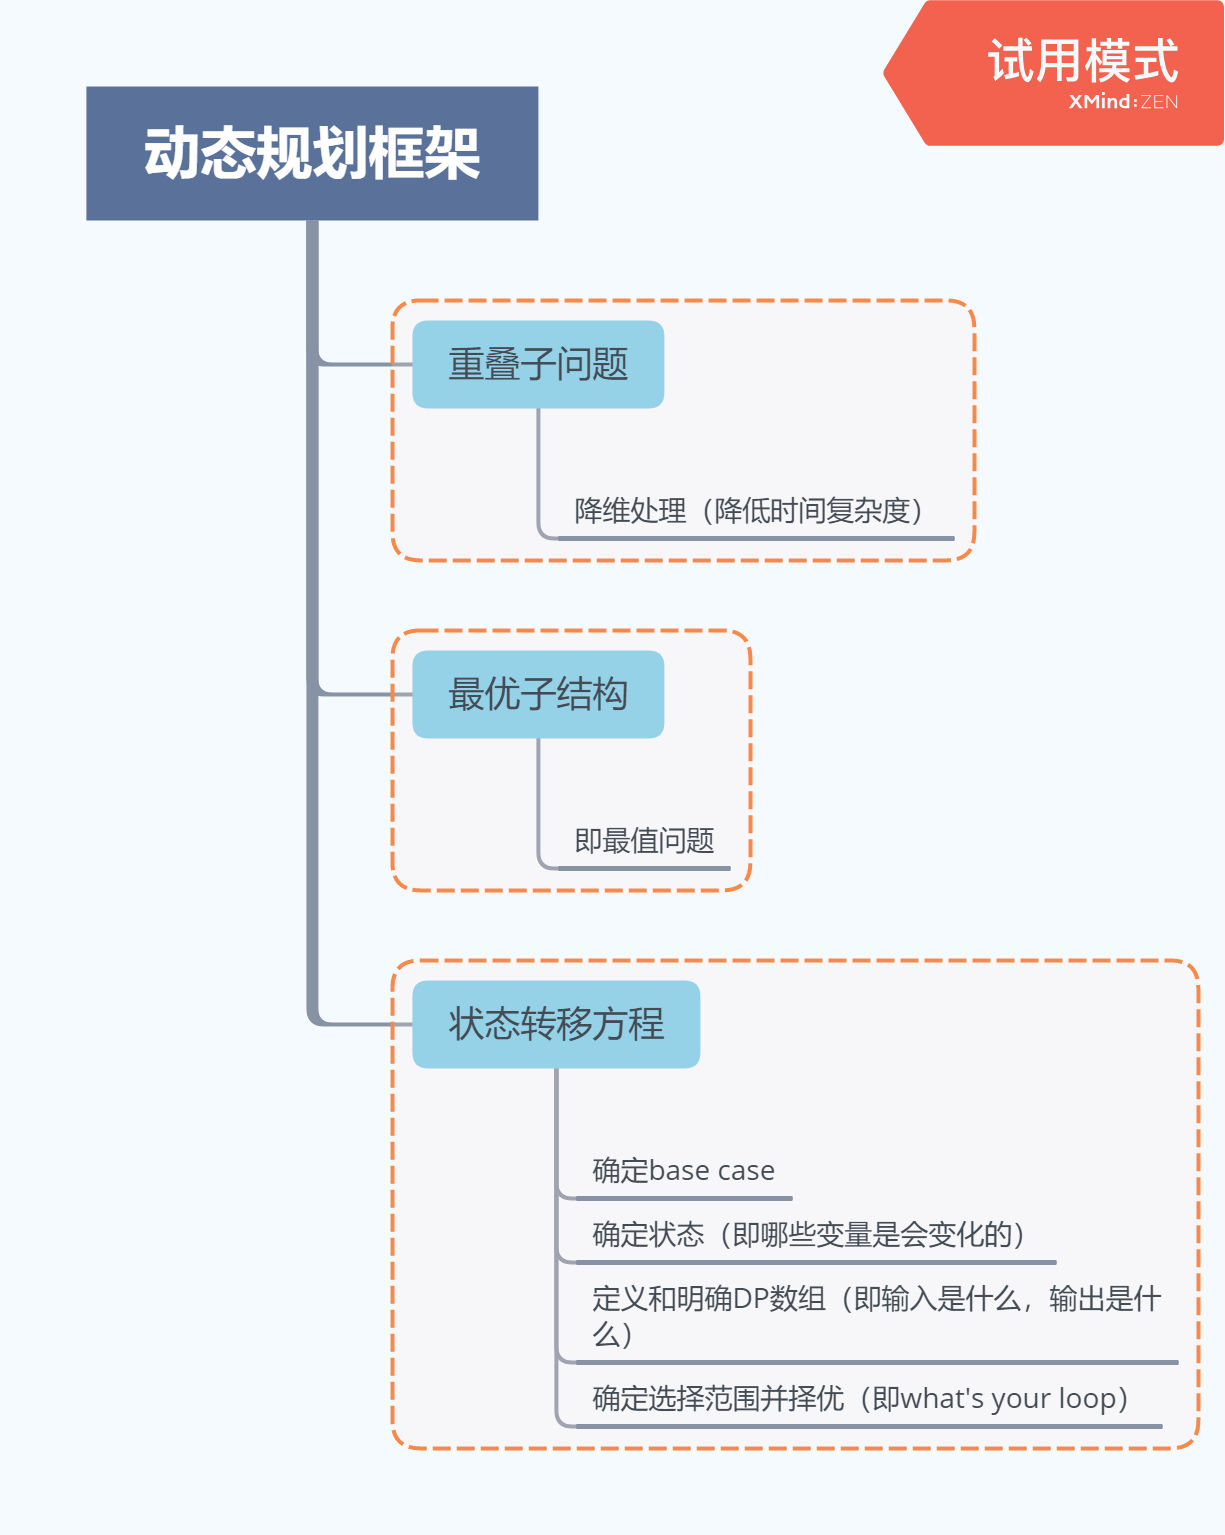 试用模式
XMind:ZEN
动态规划框架
重叠子问题
降维处理（降低时间复杂度）
最优子结构
即最值问题
状态转移方程
确定base case
确定状态（即哪些变量是会变化的）
定义和明确DP数组（即输入是什么，输出是什
么）
确定选择范围并择优（即what's your loop）